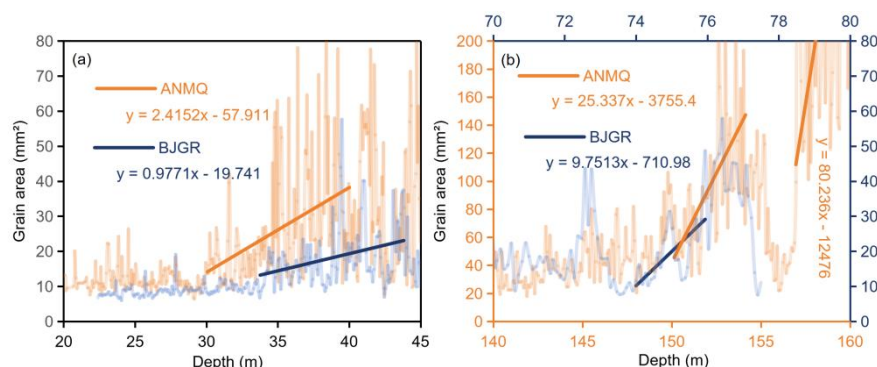 70 72 74 76 78 80
80
70
60
50
40
30
20
10
0
Grain area (mm²)
(a)
ANMQ
y = 2.4152x - 57.911
BJGR
y = 0.9771x - 19.741
20 25 30 35 40 45
Depth (m)
200
180
160
140
120
100
80
60
40
20
0
Grain area (mm²)
(b)
ANMQ
y = 25.337x - 3755.4
BJGR
y = 9.7513x - 710.98
y = 80.236x - 12476
80
70
60
50
40
30
20
10
0
140 145 150 155 160
Depth (m)